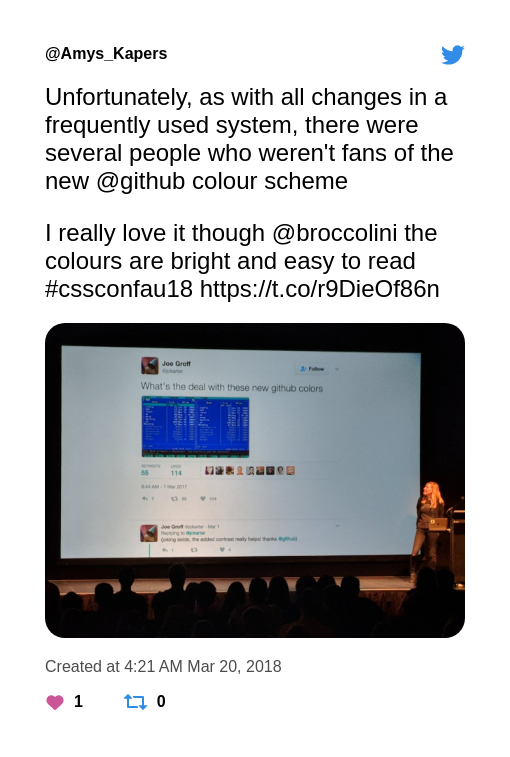 @Amys_Kapers
Unfortunately, as with all changes in a
frequently used system, there were
several people who weren't fans of the
new @github colour scheme
I really love it though @broccolini the
colours are bright and easy to read
#cssconfau18 https://t.co/r9DieOf86n
Joe Groff
Follow
What's the deal with these new github colors
RETWEETS LIKES
55 114
8:44 AM - 1 Mar 2017
Joe Groff
Mar 1
Replying to
(joking aside, the added contrast really helps! thanks @github)
Created at 4:21 AM Mar 20, 2018
1 0